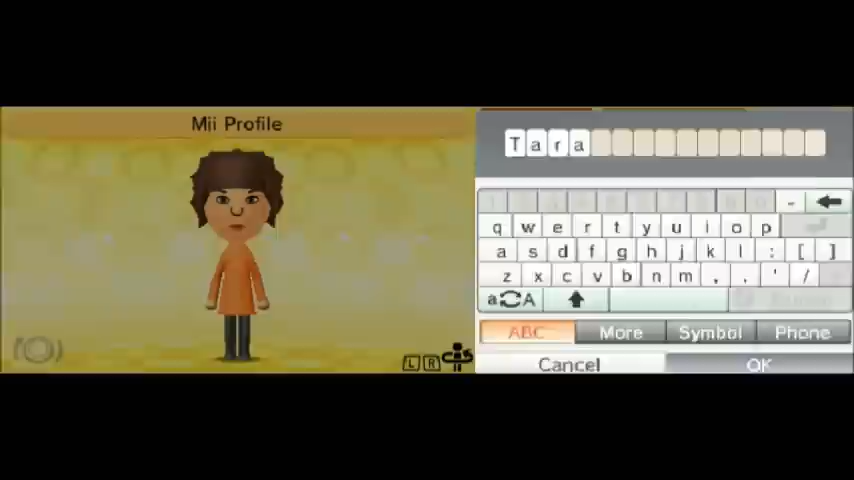 Mii Profile
L R
Tara
-
q w e r t y u i o p
a s d f g h j k l : [ ]
z x c v b n m , . ' /
a A
ABC More Symbol Phone
Cancel OK